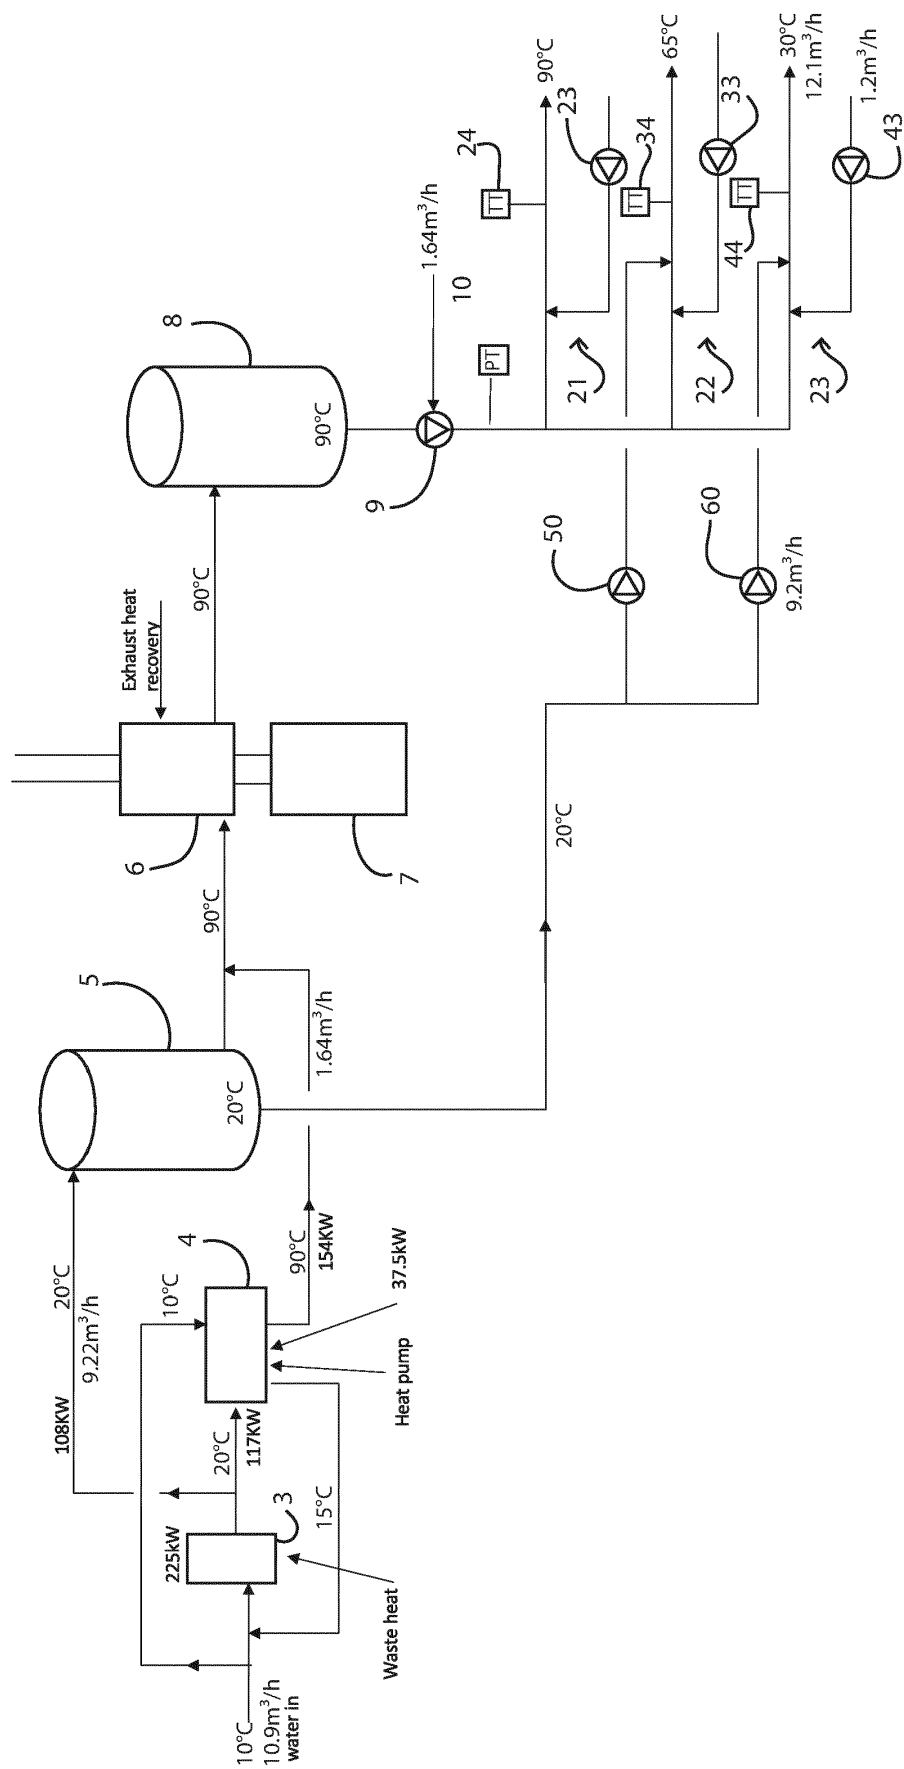 10°C
10.9m³/h
water in
Waste heat
225kW
3
15°C
20°C
117KW
108KW
20°C
9.22m³/h
10°C
4
Heat pump
37.5kW
90°C
154KW
5
20°C
1.64m³/h
90°C
6
7
Exhaust heat
recovery
90°C
20°C
8
90°C
9
1.64m³/h
10
PT
50
60
9.2m³/h
21
22
23
TT
24
90°C
23
TT
34
65°C
33
TT
44
30°C
12.1m³/h
1.2m³/h
43